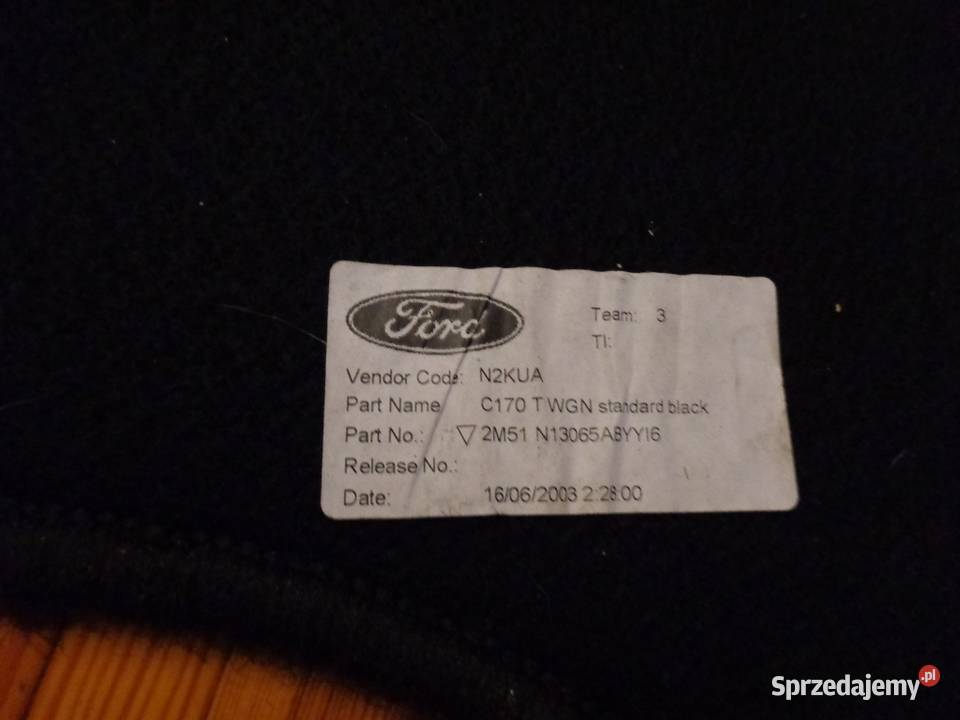 Ford
Team: 3
TI:
Vendor Code: N2KUA
Part Name C170 T WGN standard black
Part No.: 2M51 N13065ABYYI6
Release No.:
Date: 16/06/2003 2:28:00
Sprzedajemy.pl